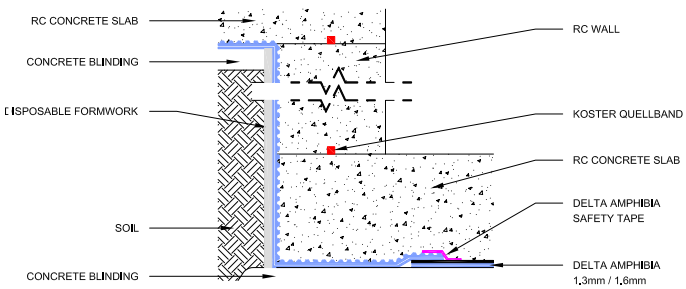 RC CONCRETE SLAB
CONCRETE BLINDING
DISPOSABLE FORMWORK
SOIL
CONCRETE BLINDING
RC WALL
KOSTER QUELLBAND
RC CONCRETE SLAB
DELTA AMPHIBIA
SAFETY TAPE
DELTA AMPHIBIA
1.3mm / 1.6mm